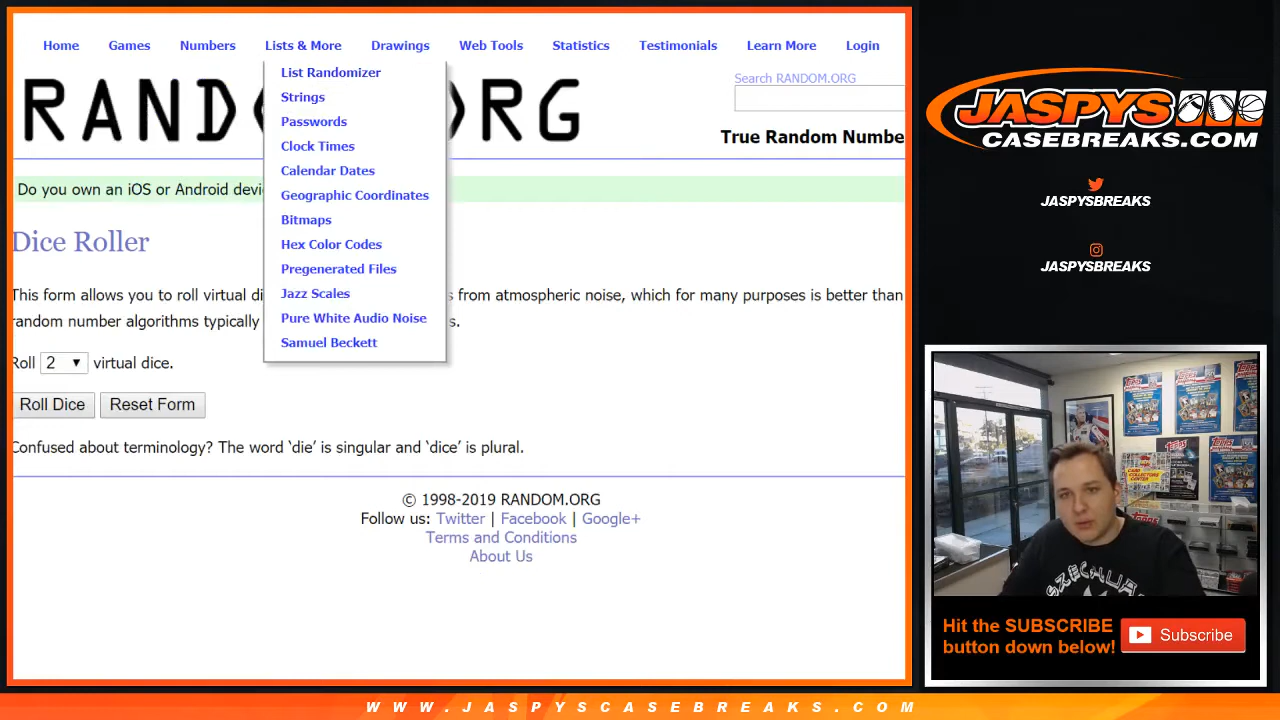 Home Games Numbers Lists & More Drawings Web Tools Statistics Testimonials Learn More Login
List Randomizer
Strings
Passwords
Clock Times
Calendar Dates
Geographic Coordinates
Bitmaps
Hex Color Codes
Pregenerated Files
Jazz Scales
Pure White Audio Noise
Samuel Beckett
RAND ORG
Search RANDOM.ORG
True Random Numbe
Do you own an iOS or Android devi
Dice Roller
This form allows you to roll virtual di s from atmospheric noise, which for many purposes is better than
random number algorithms typically s.
Roll 2 virtual dice.
Roll Dice Reset Form
Confused about terminology? The word ‘die’ is singular and ‘dice’ is plural.
© 1998-2019 RANDOM.ORG
Follow us: Twitter | Facebook | Google+
Terms and Conditions
About Us
JASPYS
CASEBREAKS.COM
JASPYSBREAKS
JASPYSBREAKS
Topps
Topps
Topps
SZECHUAN
Hit the SUBSCRIBE
button down below!
Subscribe
WWW.JASPYSCASEBREAKS.COM